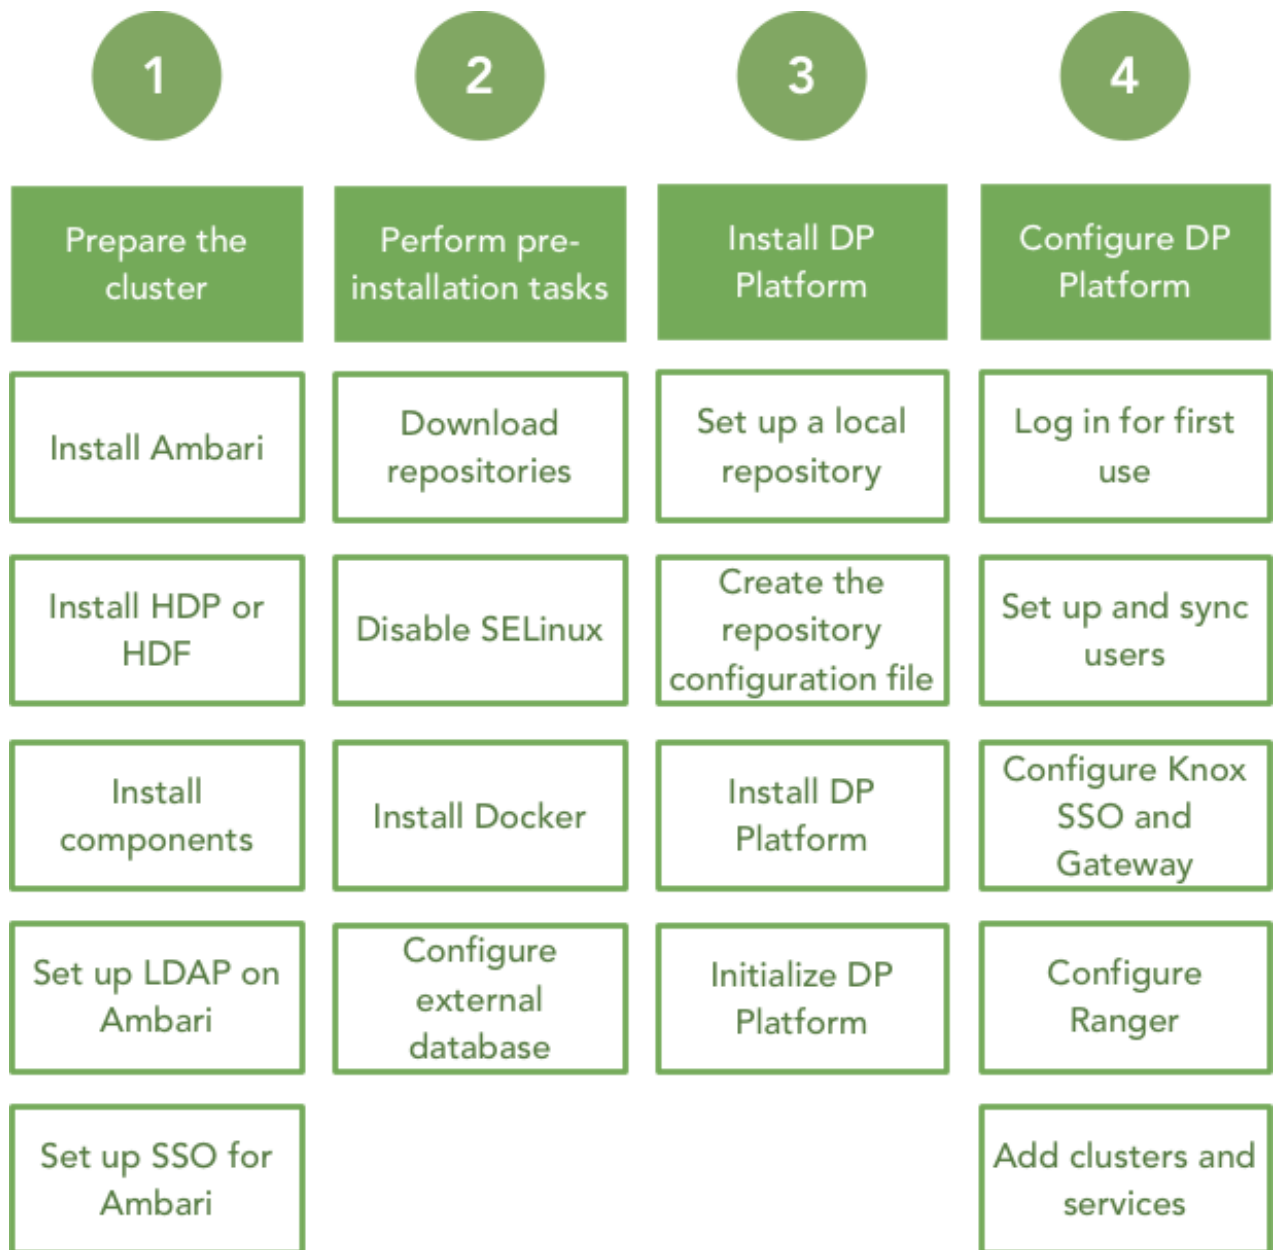 1
Prepare the
cluster
Install Ambari
Install HDP or
HDF
Install
components
Set up LDAP on
Ambari
Set up SSO for
Ambari
2
Perform pre-
installation tasks
Download
repositories
Disable SELinux
Install Docker
Configure
external
database
3
Install DP
Platform
Set up a local
repository
Create the
repository
configuration file
Install DP
Platform
Initialize DP
Platform
4
Configure DP
Platform
Log in for first
use
Set up and sync
users
Configure Knox
SSO and
Gateway
Configure
Ranger
Add clusters and
services